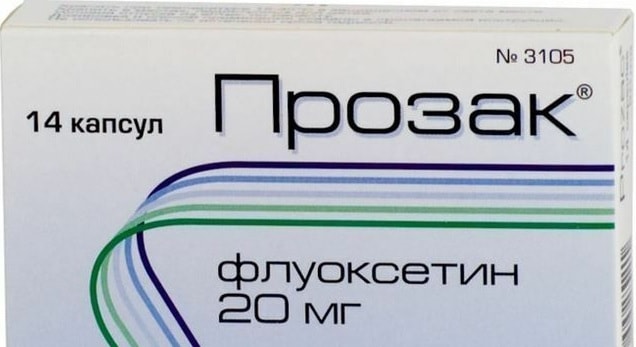 № 3105
14 капсул
Прозак®
флуоксетин
20 мг